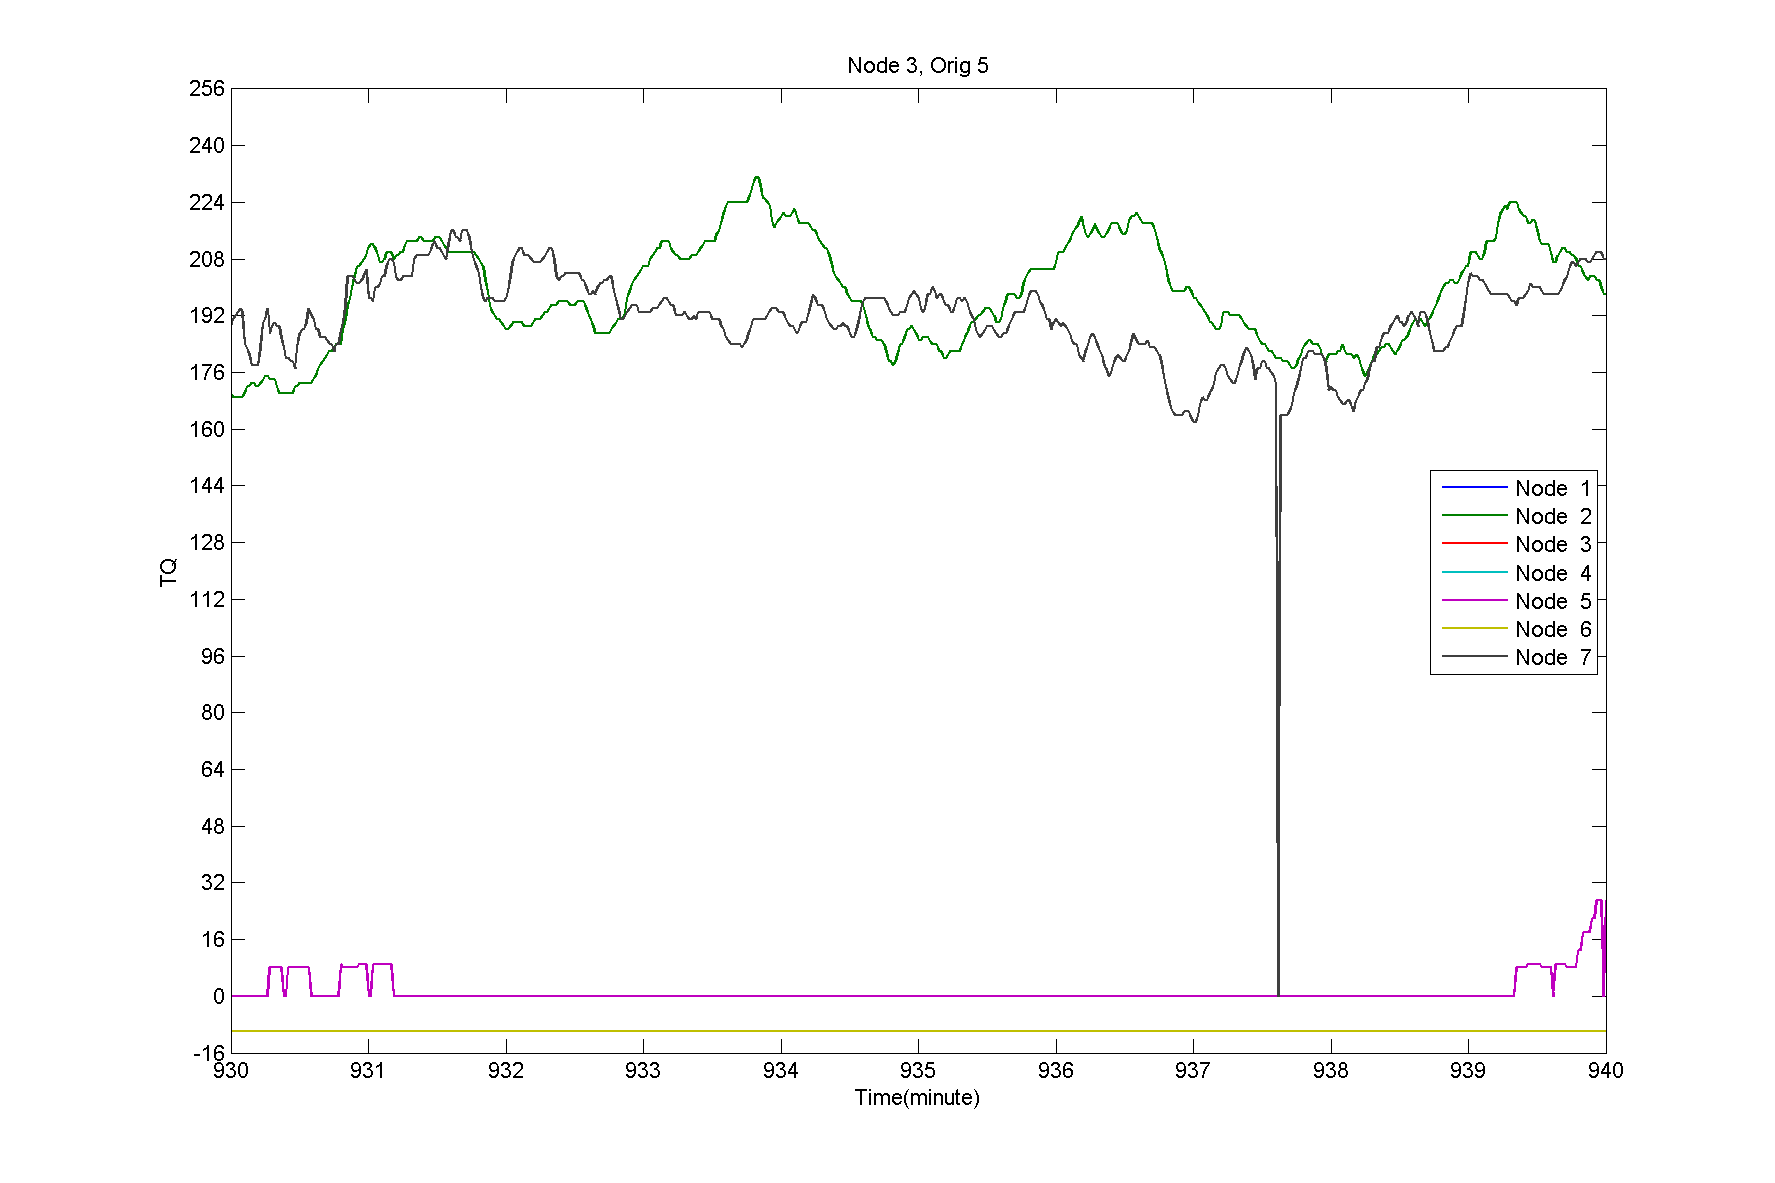 Node 3, Orig 5
256
240
224
208
192
176
160
144
128
112
96
80
64
48
32
16
0
-16
TQ
Node 1
Node 2
Node 3
Node 4
Node 5
Node 6
Node 7
930 931 932 933 934 935 936 937 938 939 940
Time(minute)